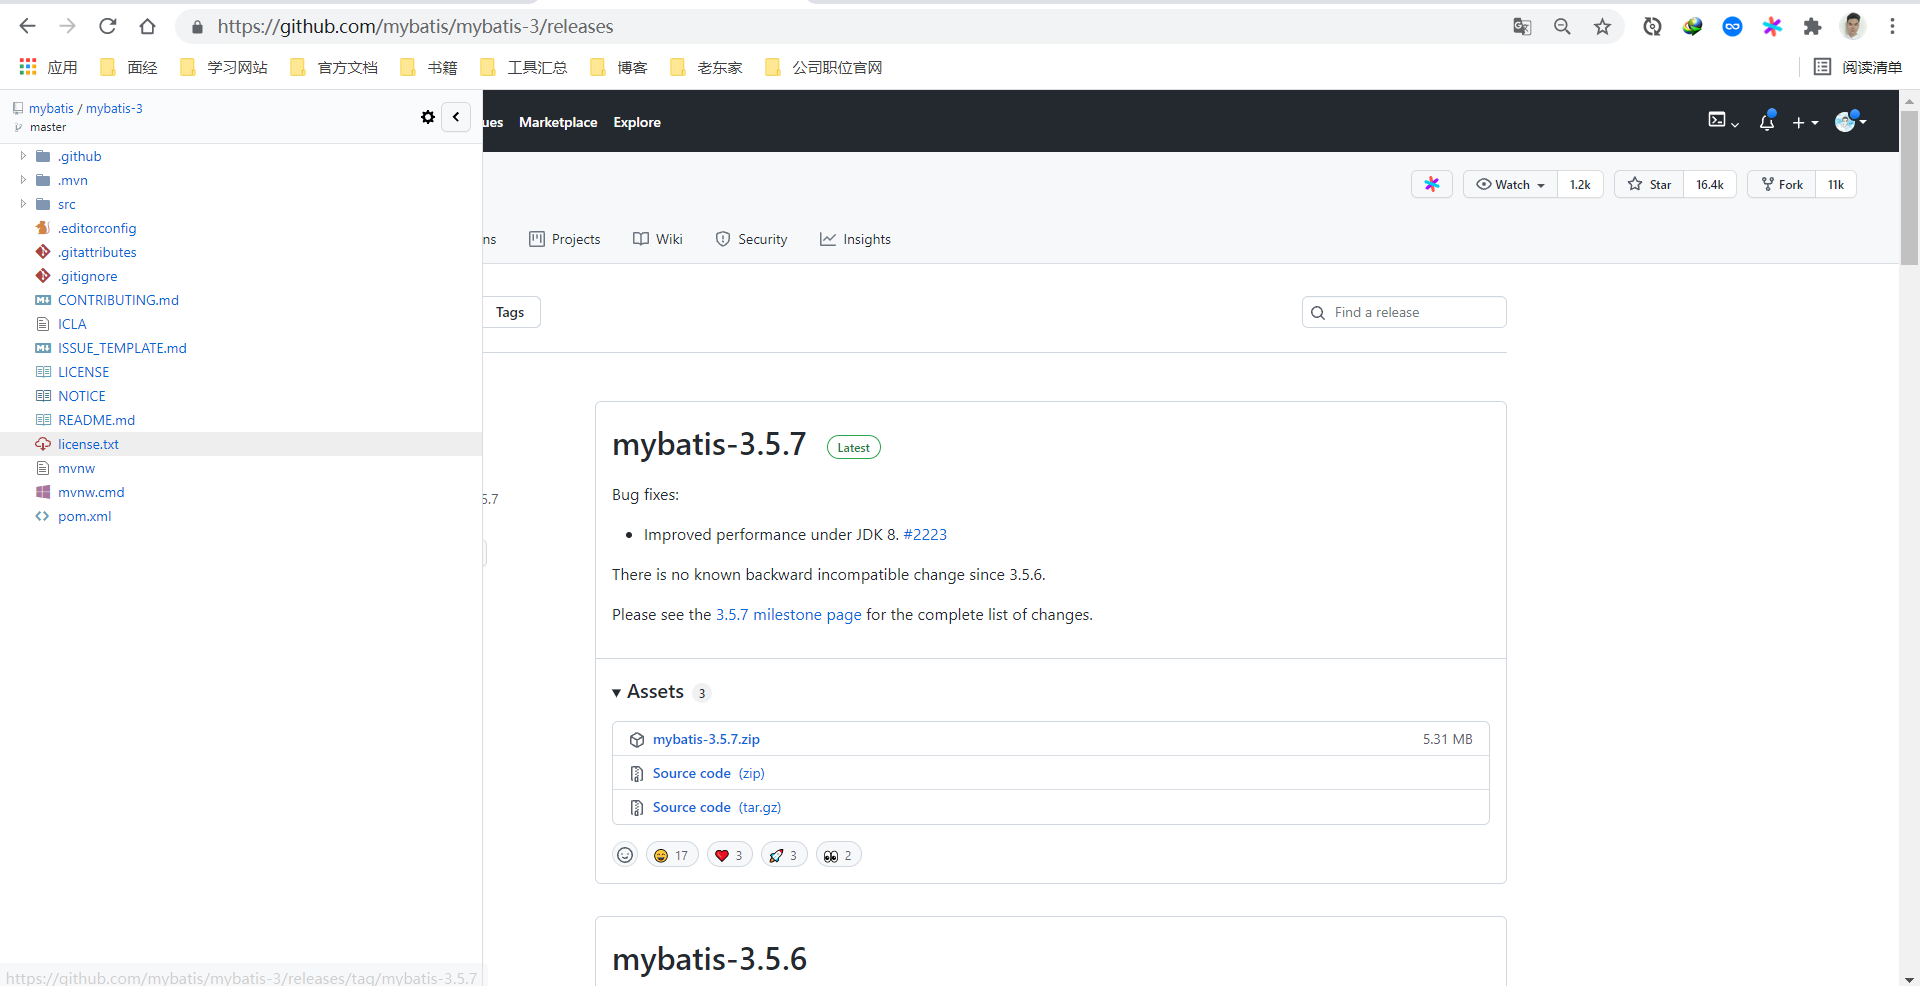 https://github.com/mybatis/mybatis-3/releases
应用 面经 学习网站 官方文档 书籍 工具汇总 博客 老东家 公司职位官网 阅读清单
mybatis / mybatis-3
master
.github
.mvn
src
.editorconfig
.gitattributes
.gitignore
CONTRIBUTING.md
ICLA
ISSUE_TEMPLATE.md
LICENSE
NOTICE
README.md
license.txt
mvnw
mvnw.cmd
pom.xml
ues Marketplace Explore
Watch 1.2k Star 16.4k Fork 11k
ns Projects Wiki Security Insights
Tags Find a release
5.7
mybatis-3.5.7 Latest
Bug fixes:
• Improved performance under JDK 8. #2223
There is no known backward incompatible change since 3.5.6.
Please see the 3.5.7 milestone page for the complete list of changes.
Assets 3
mybatis-3.5.7.zip 5.31 MB
Source code (zip)
Source code (tar.gz)
17 3 3 2
mybatis-3.5.6
https://github.com/mybatis/mybatis-3/releases/tag/mybatis-3.5.7